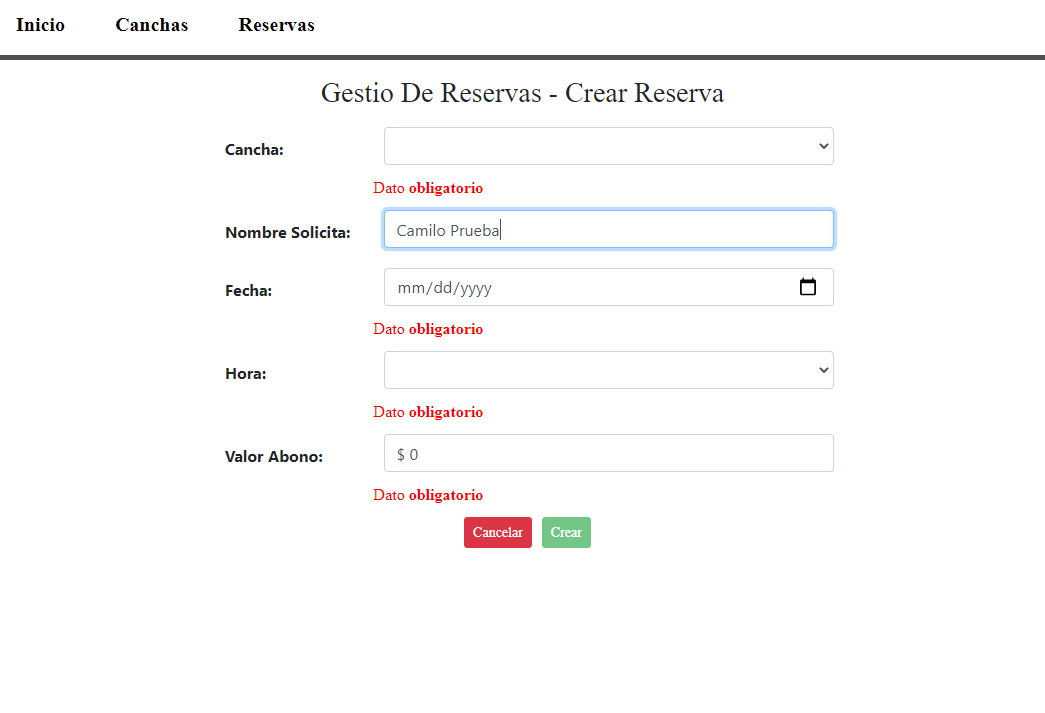 Inicio Canchas Reservas
Gestio De Reservas - Crear Reserva
Cancha:
Dato obligatorio
Nombre Solicita: Camilo Prueba
Fecha: mm/dd/yyyy
Dato obligatorio
Hora:
Dato obligatorio
Valor Abono: $ 0
Dato obligatorio
Cancelar Crear